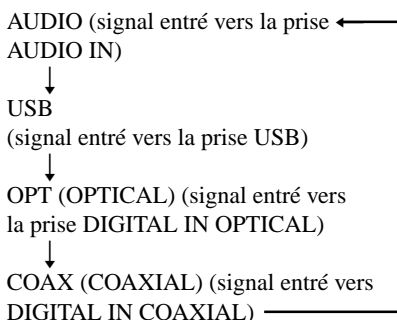 AUDIO (signal entré vers la prise
AUDIO IN)
USB
(signal entré vers la prise USB)
OPT (OPTICAL) (signal entré vers
la prise DIGITAL IN OPTICAL)
COAX (COAXIAL) (signal entré vers
DIGITAL IN COAXIAL)